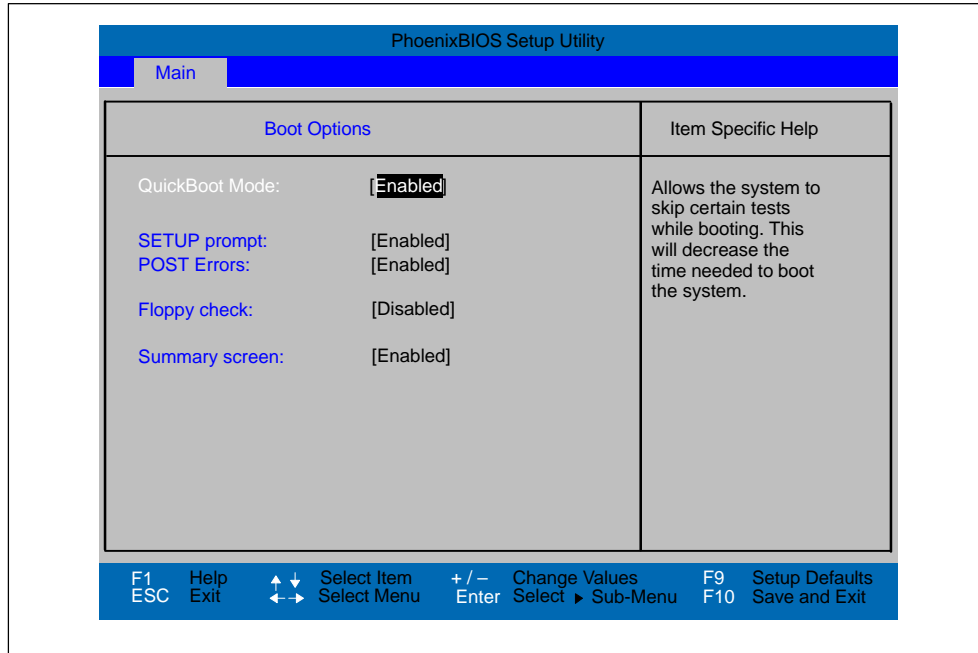 PhoenixBIOS Setup Utility
Main
Boot Options
Item Specific Help
QuickBoot Mode: [Enabled]
SETUP prompt: [Enabled]
POST Errors: [Enabled]
Floppy check: [Disabled]
Summary screen: [Enabled]
Allows the system to
skip certain tests
while booting. This
will decrease the
time needed to boot
the system.
F1 Help Select Item + / – Change Values F9 Setup Defaults
ESC Exit Select Menu Enter Select ▶ Sub-Menu F10 Save and Exit